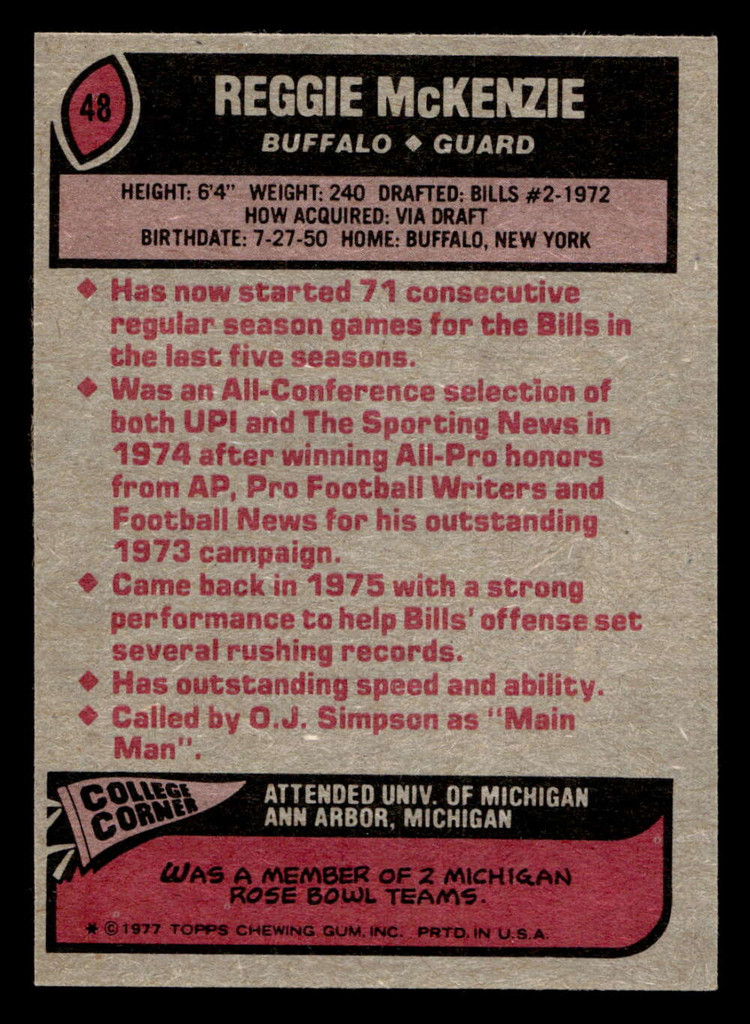 48
REGGIE McKENZIE
BUFFALO ◆ GUARD
HEIGHT: 6'4" WEIGHT: 240 DRAFTED: BILLS #2-1972
HOW ACQUIRED: VIA DRAFT
BIRTHDATE: 7-27-50 HOME: BUFFALO, NEW YORK
◆ Has now started 71 consecutive
regular season games for the Bills in
the last five seasons.
◆ Was an All-Conference selection of
both UPI and The Sporting News in
1974 after winning All-Pro honors
from AP, Pro Football Writers and
Football News for his outstanding
1973 campaign.
◆ Came back in 1975 with a strong
performance to help Bills' offense set
several rushing records.
◆ Has outstanding speed and ability.
◆ Called by O.J. Simpson as "Main
Man".
COLLEGE
CORNER
ATTENDED UNIV. OF MICHIGAN
ANN ARBOR, MICHIGAN
WAS A MEMBER OF 2 MICHIGAN
ROSE BOWL TEAMS.
* © 1977 TOPPS CHEWING GUM, INC. PRTD. IN U.S.A.